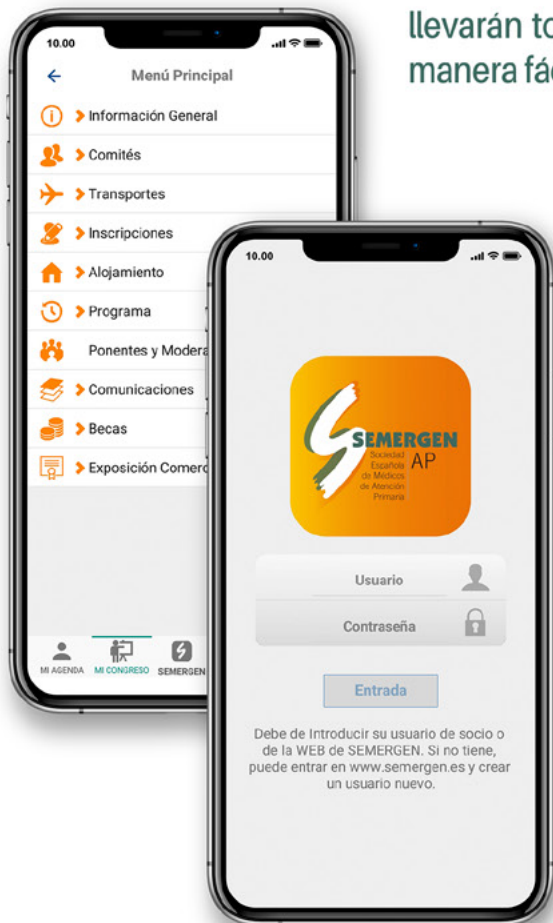 llevarán to
manera fác
10.00
Menú Principal
Información General
Comités
Transportes
Inscripciones
Alojamiento
Programa
Ponentes y Modera
Comunicaciones
Becas
Exposición Comerc
MI AGENDA
MI CONGRESO
SEMERGEN
10.00
SEMERGEN
Sociedad
Española
de Médicos
de Atención
Primaria
AP
Usuario
Contraseña
Entrada
Debe de Introducir su usuario de socio o
de la WEB de SEMERGEN. Si no tiene,
puede entrar en www.semergen.es y crear
un usuario nuevo.